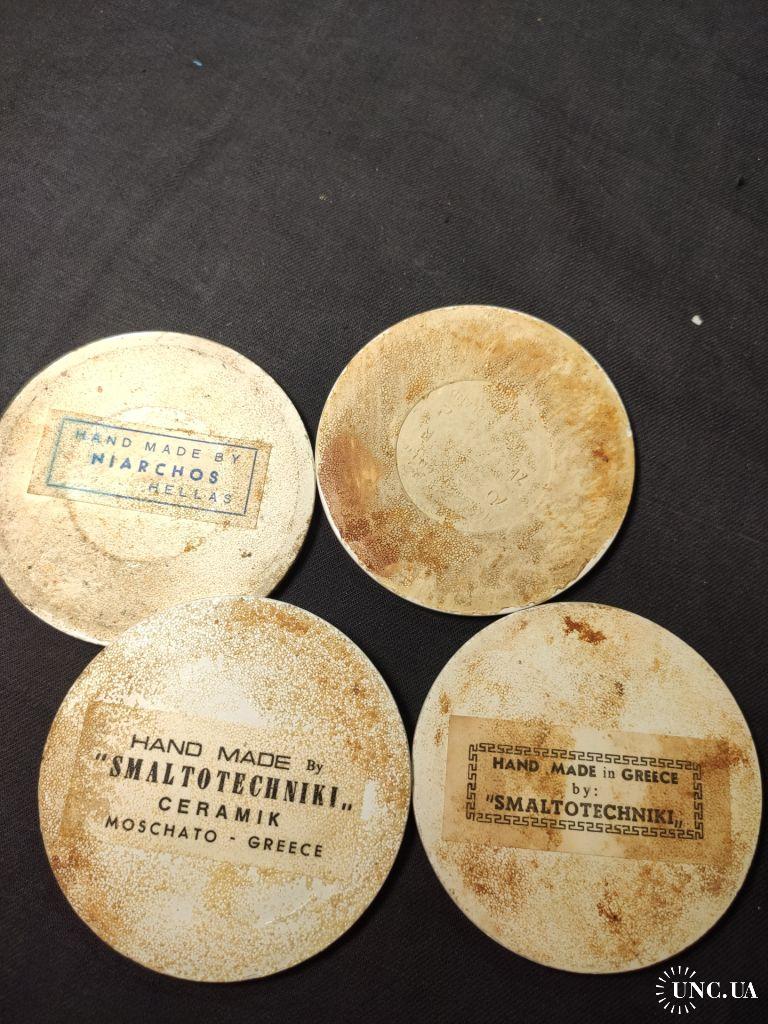 HAND MADE BY
NIARCHOS
HELLAS
HAND MADE By
"SMALTOTECHNIKI„
CERAMIK
MOSCHATO - GREECE
HAND MADE in GREECE
by:
"SMALTOTECHNIKI„
UNC.UA